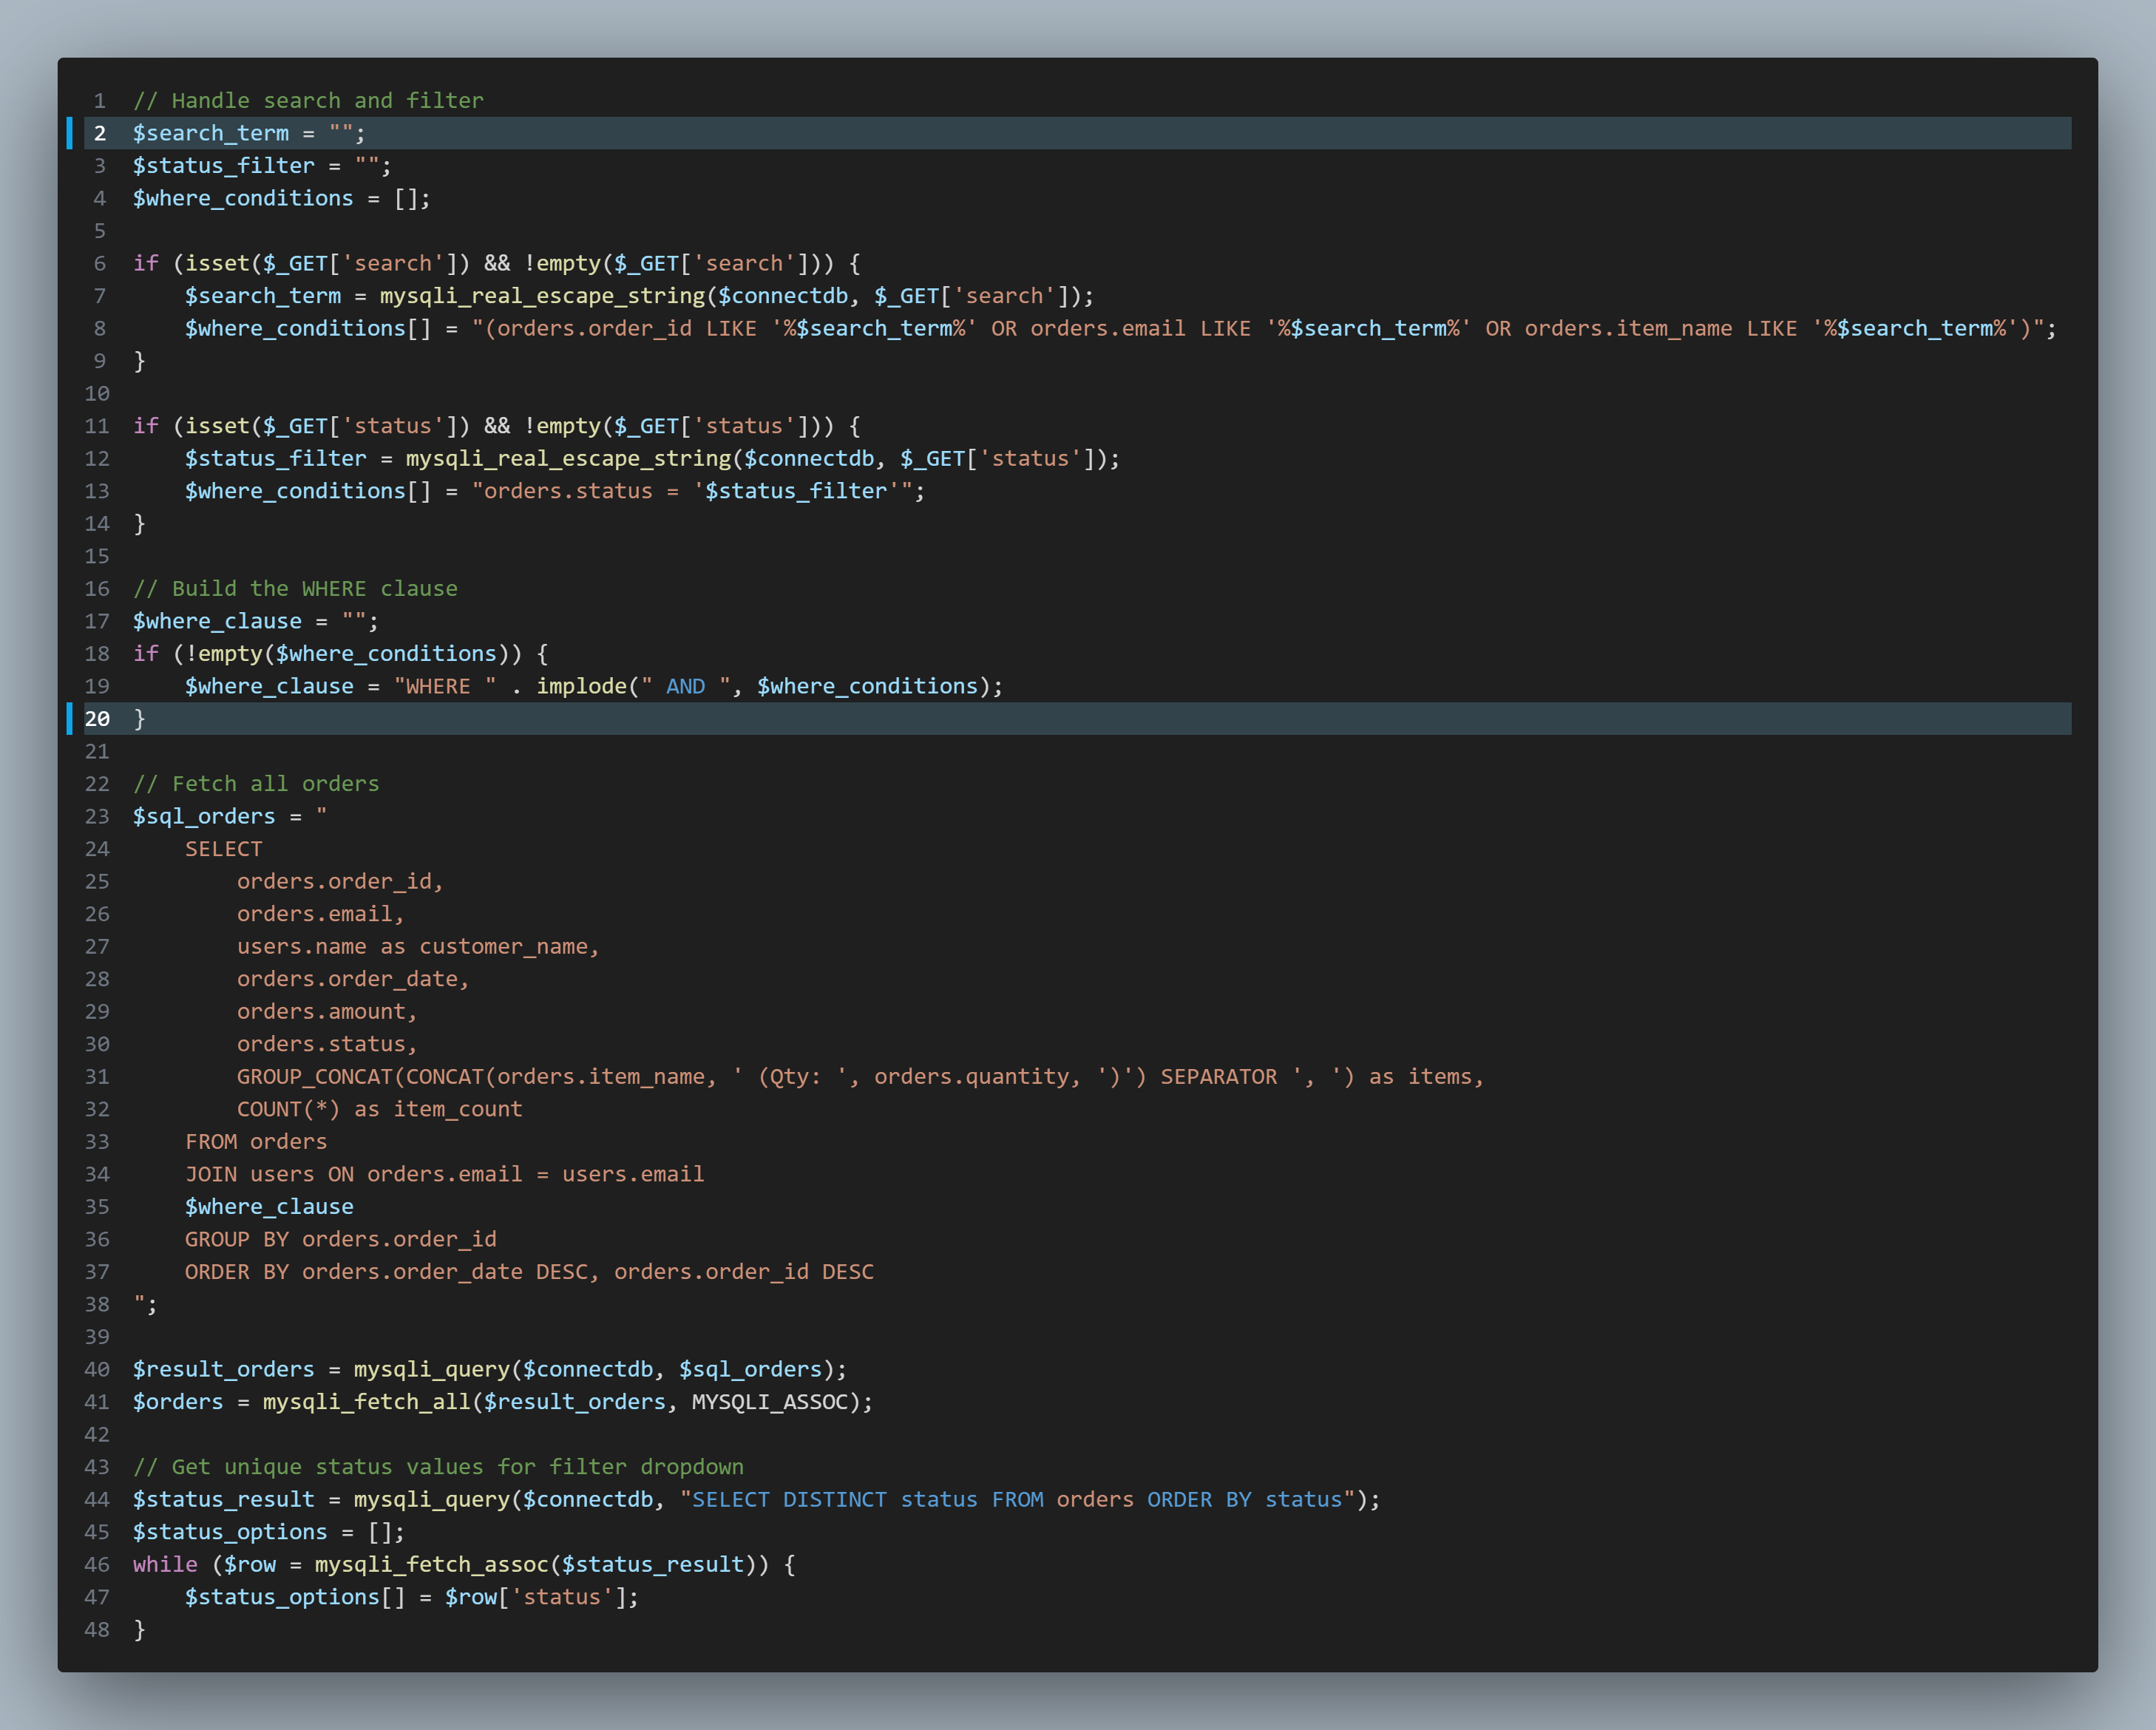 1 // Handle search and filter
2 $search_term = "";
3 $status_filter = "";
4 $where_conditions = [];
5
6 if (isset($_GET['search']) && !empty($_GET['search'])) {
7     $search_term = mysqli_real_escape_string($connectdb, $_GET['search']);
8     $where_conditions[] = "(orders.order_id LIKE '%$search_term%' OR orders.email LIKE '%$search_term%' OR orders.item_name LIKE '%$search_term%')";
9 }
10
11 if (isset($_GET['status']) && !empty($_GET['status'])) {
12     $status_filter = mysqli_real_escape_string($connectdb, $_GET['status']);
13     $where_conditions[] = "orders.status = '$status_filter'";
14 }
15
16 // Build the WHERE clause
17 $where_clause = "";
18 if (!empty($where_conditions)) {
19     $where_clause = "WHERE " . implode(" AND ", $where_conditions);
20 }
21
22 // Fetch all orders
23 $sql_orders = "
24     SELECT
25         orders.order_id,
26         orders.email,
27         users.name as customer_name,
28         orders.order_date,
29         orders.amount,
30         orders.status,
31         GROUP_CONCAT(CONCAT(orders.item_name, ' (Qty: ', orders.quantity, ')') SEPARATOR ', ') as items,
32         COUNT(*) as item_count
33     FROM orders
34     JOIN users ON orders.email = users.email
35     $where_clause
36     GROUP BY orders.order_id
37     ORDER BY orders.order_date DESC, orders.order_id DESC
38 ";
39
40 $result_orders = mysqli_query($connectdb, $sql_orders);
41 $orders = mysqli_fetch_all($result_orders, MYSQLI_ASSOC);
42
43 // Get unique status values for filter dropdown
44 $status_result = mysqli_query($connectdb, "SELECT DISTINCT status FROM orders ORDER BY status");
45 $status_options = [];
46 while ($row = mysqli_fetch_assoc($status_result)) {
47     $status_options[] = $row['status'];
48 }